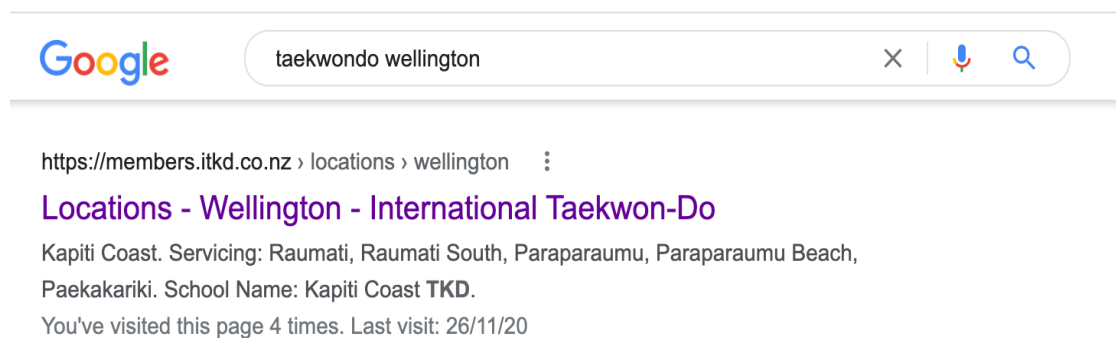 Google taekwondo wellington
https://members.itkd.co.nz › locations › wellington
Locations - Wellington - International Taekwon-Do
Kapiti Coast. Servicing: Raumati, Raumati South, Paraparaumu, Paraparaumu Beach,
Paekakariki. School Name: Kapiti Coast TKD.
You've visited this page 4 times. Last visit: 26/11/20